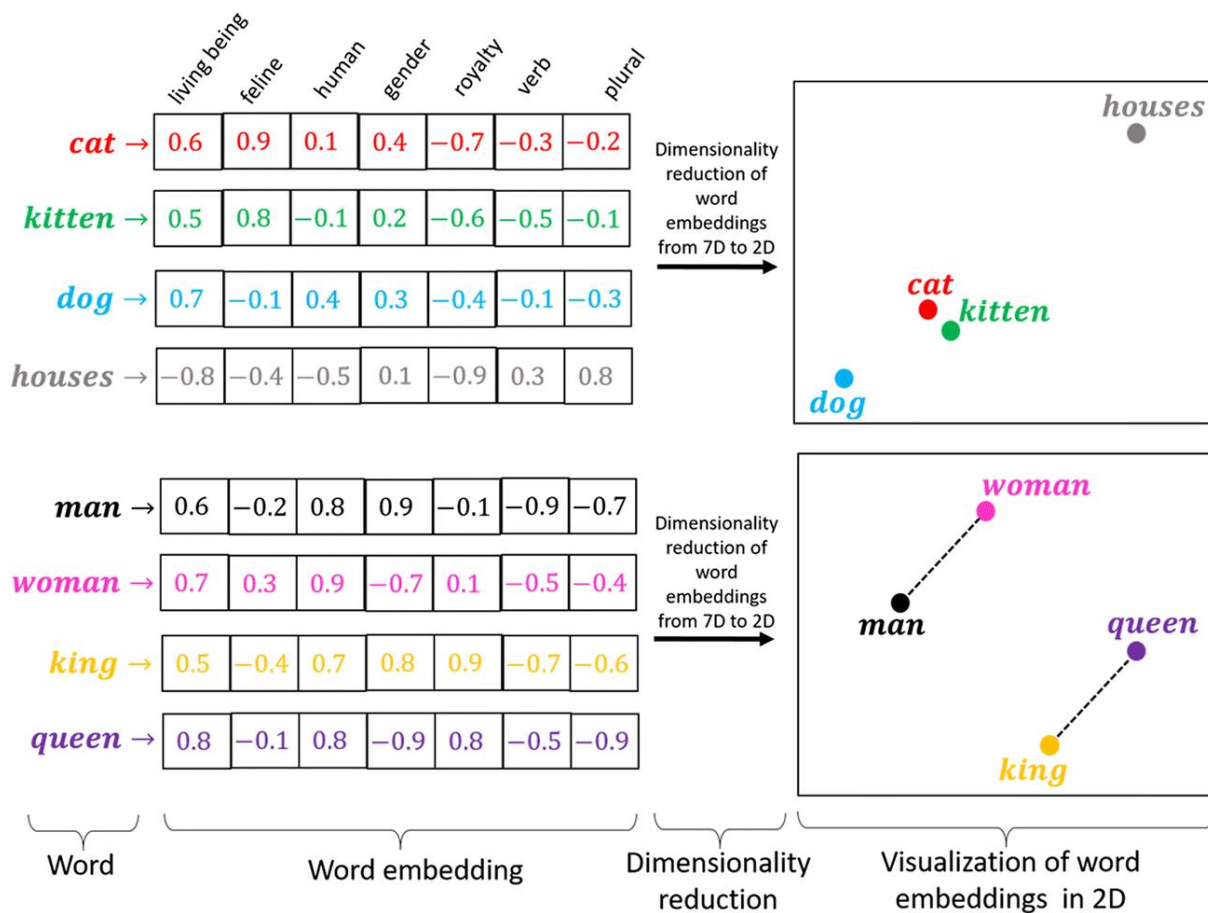 living being feline human gender royalty verb plural
cat → 0.6 0.9 0.1 0.4 −0.7 −0.3 −0.2
kitten → 0.5 0.8 −0.1 0.2 −0.6 −0.5 −0.1
dog → 0.7 −0.1 0.4 0.3 −0.4 −0.1 −0.3
houses → −0.8 −0.4 −0.5 0.1 −0.9 0.3 0.8
Dimensionality
reduction of
word
embeddings
from 7D to 2D
houses
cat
kitten
dog
man → 0.6 −0.2 0.8 0.9 −0.1 −0.9 −0.7
woman → 0.7 0.3 0.9 −0.7 0.1 −0.5 −0.4
king → 0.5 −0.4 0.7 0.8 0.9 −0.7 −0.6
queen → 0.8 −0.1 0.8 −0.9 0.8 −0.5 −0.9
Dimensionality
reduction of
word
embeddings
from 7D to 2D
woman
man
queen
king
Word
Word embedding
Dimensionality
reduction
Visualization of word
embeddings in 2D